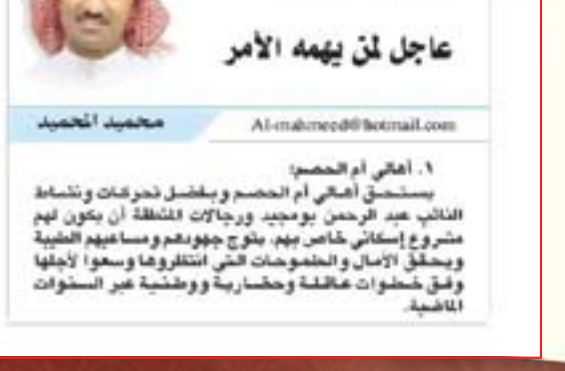 عاجل لمن يهمه الأمر
محميد المحميد
Al-mahmeed@hotmail.com
١. أهالي أم الحصم:
يستحق أهالي أم الحصم وبفضل تحركات ونشاط
النائب عبد الرحمن بومجيد ورجالات المنطقة أن يكون لهم
مشروع إسكاني خاص بهم، يتوج جهودهم ومساعيهم الطيبة
ويحقق الآمال والطموحات التي انتظروها وسعوا لأجلها
وفق خطوات عاقلة وحضارية ووطنية عبر السنوات
الماضية.